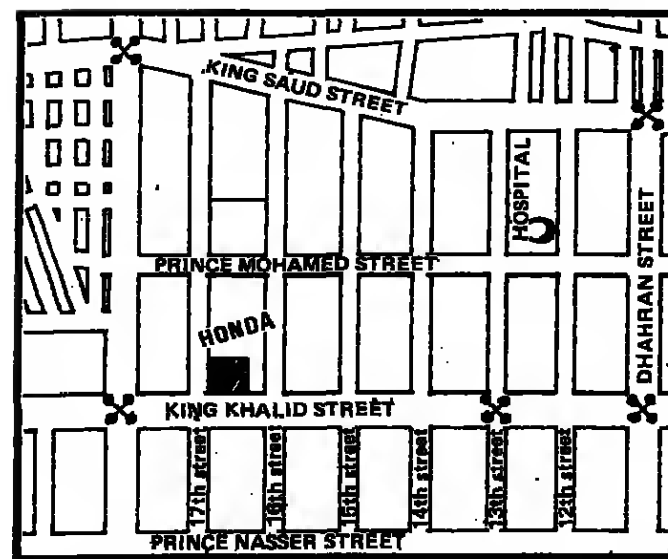 KING SAUD STREET
HOSPITAL
PRINCE MOHAMED STREET
DHAHRAN STREET
HONDA
KING KHALID STREET
17th street
16th street
15th street
14th street
13th street
12th street
PRINCE NASSER STREET